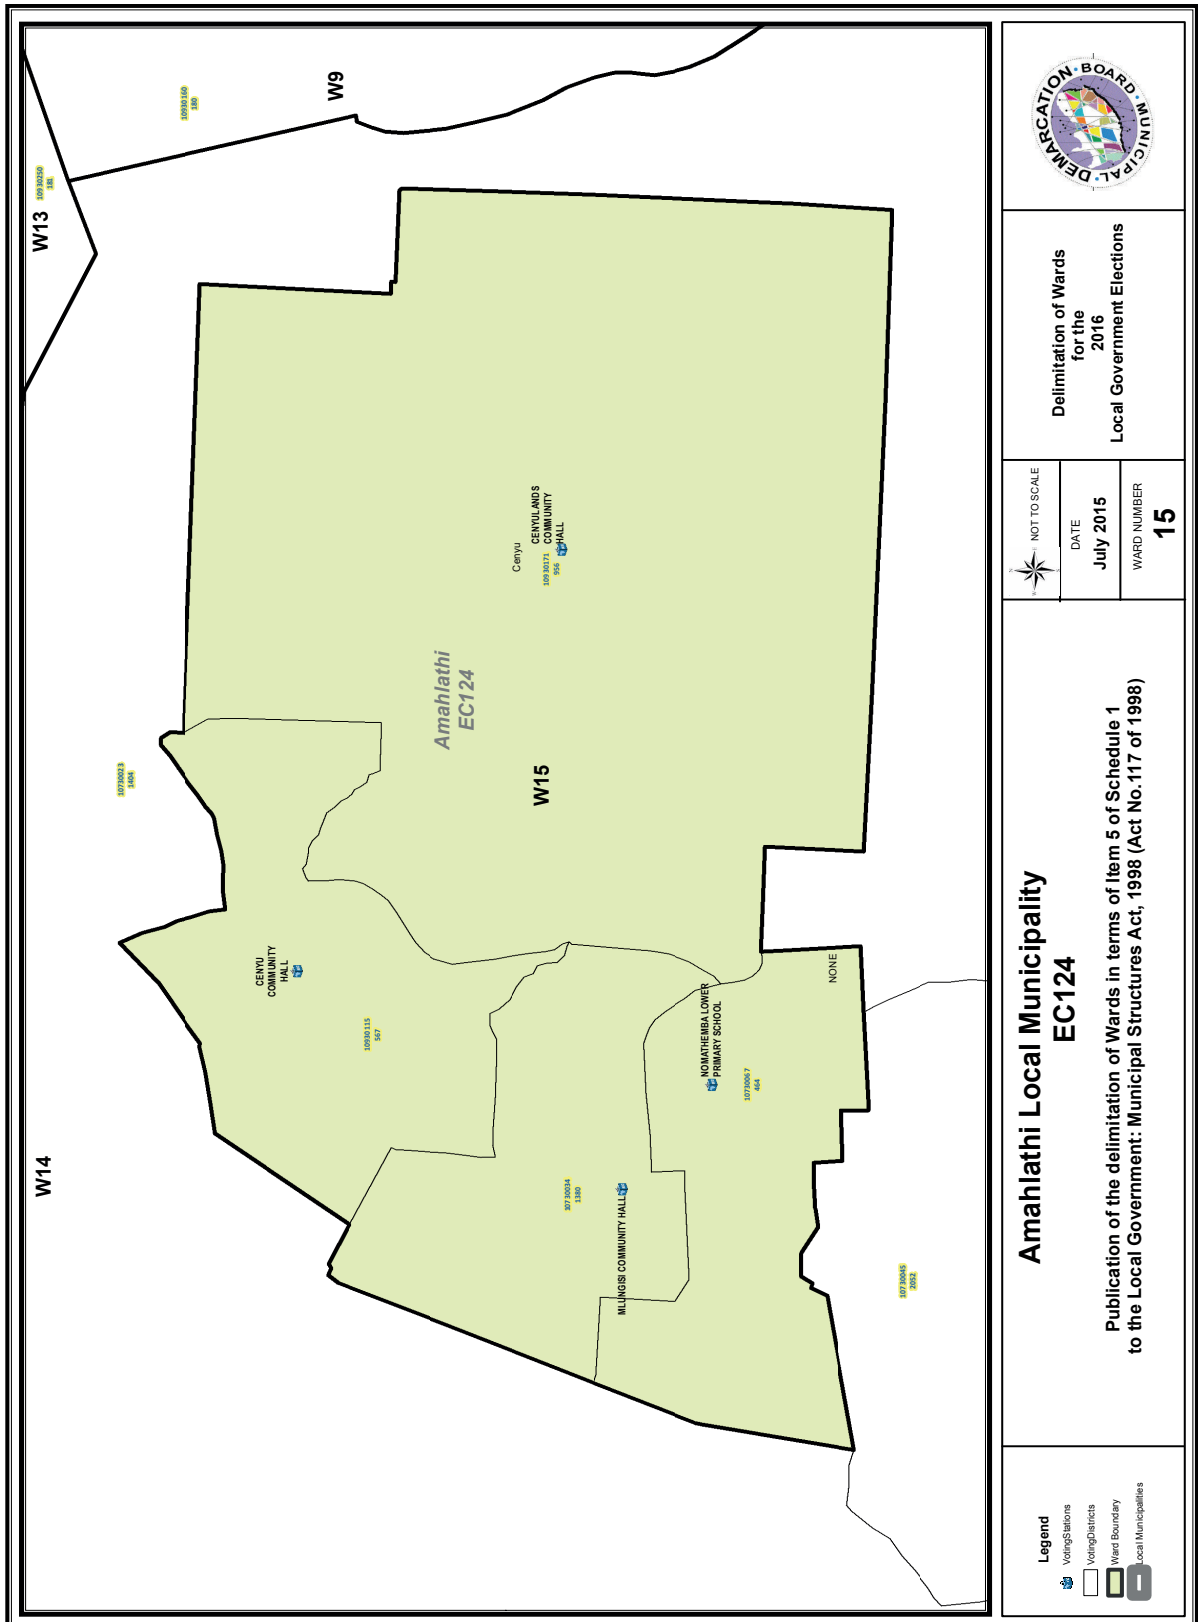 W13
10930250
181
10930160
180
W9
W14
10730023
1404
CENYU
COMMUNITY
HALL
10930115
567
Amahlathi
EC124
Cenyu
CENYULANDS
COMMUNITY
HALL
10930171
956
W15
10730034
1380
MLUNGISI COMMUNITY HALL
NOMATHEMBA LOWER
PRIMARY SCHOOL
10730067
464
NONE
10730045
2052
Legend
VotingStations
VotingDistricts
Ward Boundary
Local Municipalities
Amahlathi Local Municipality
EC124
Publication of the delimitation of Wards in terms of Item 5 of Schedule 1
to the Local Government: Municipal Structures Act, 1998 (Act No.117 of 1998)
NOT TO SCALE
DATE
July 2015
WARD NUMBER
15
Delimitation of Wards
for the
2016
Local Government Elections
MUNICIPAL DEMARCATION BOARD